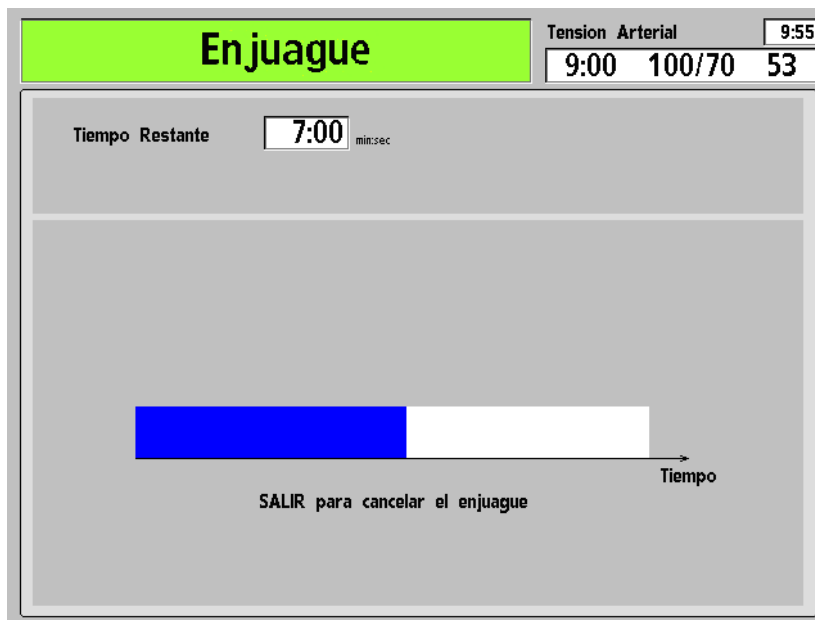 Enjuague
Tension Arterial 9:55
9:00 100/70 53
Tiempo Restante 7:00 min:sec
Tiempo
SALIR para cancelar el enjuague